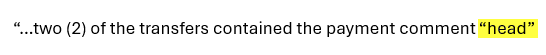 “...two (2) of the transfers contained the payment comment “head”